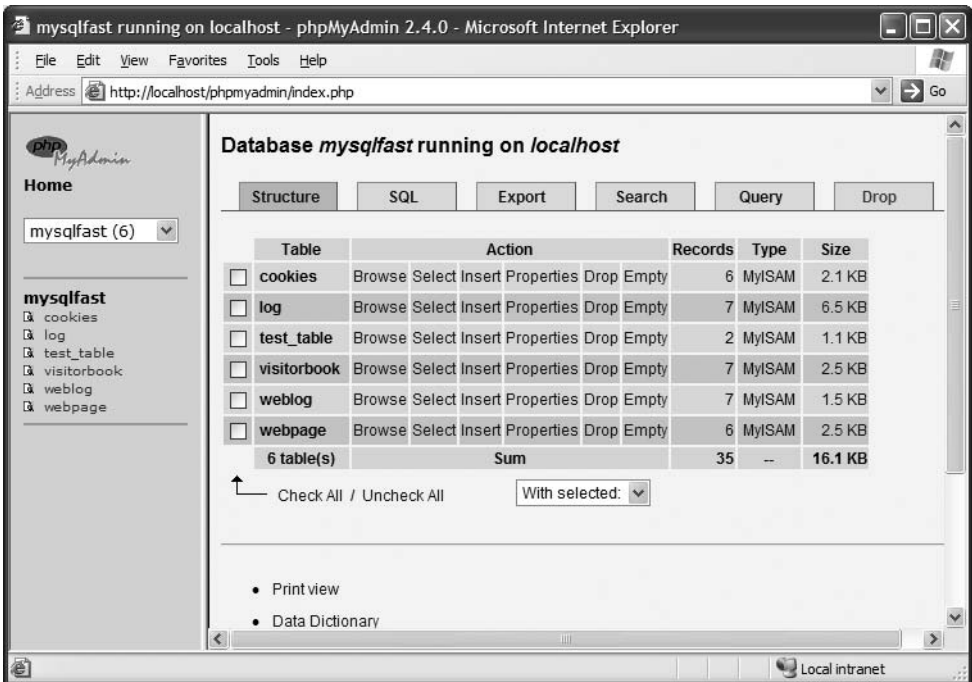 mysqlfast running on localhost - phpMyAdmin 2.4.0 - Microsoft Internet Explorer
File Edit View Favorites Tools Help
Address http://localhost/phpmyadmin/index.php Go
php
MyAdmin
Home
mysqlfast (6)
mysqlfast
cookies
log
test_table
visitorbook
weblog
webpage
Database mysqlfast running on localhost
Structure SQL Export Search Query Drop
Table Action Records Type Size
cookies Browse Select Insert Properties Drop Empty 6 MyISAM 2.1 KB
log Browse Select Insert Properties Drop Empty 7 MyISAM 6.5 KB
test_table Browse Select Insert Properties Drop Empty 2 MyISAM 1.1 KB
visitorbook Browse Select Insert Properties Drop Empty 7 MyISAM 2.5 KB
weblog Browse Select Insert Properties Drop Empty 7 MyISAM 1.5 KB
webpage Browse Select Insert Properties Drop Empty 6 MyISAM 2.5 KB
6 table(s) Sum 35 -- 16.1 KB
Check All / Uncheck All With selected:
Print view
Data Dictionary
Local intranet